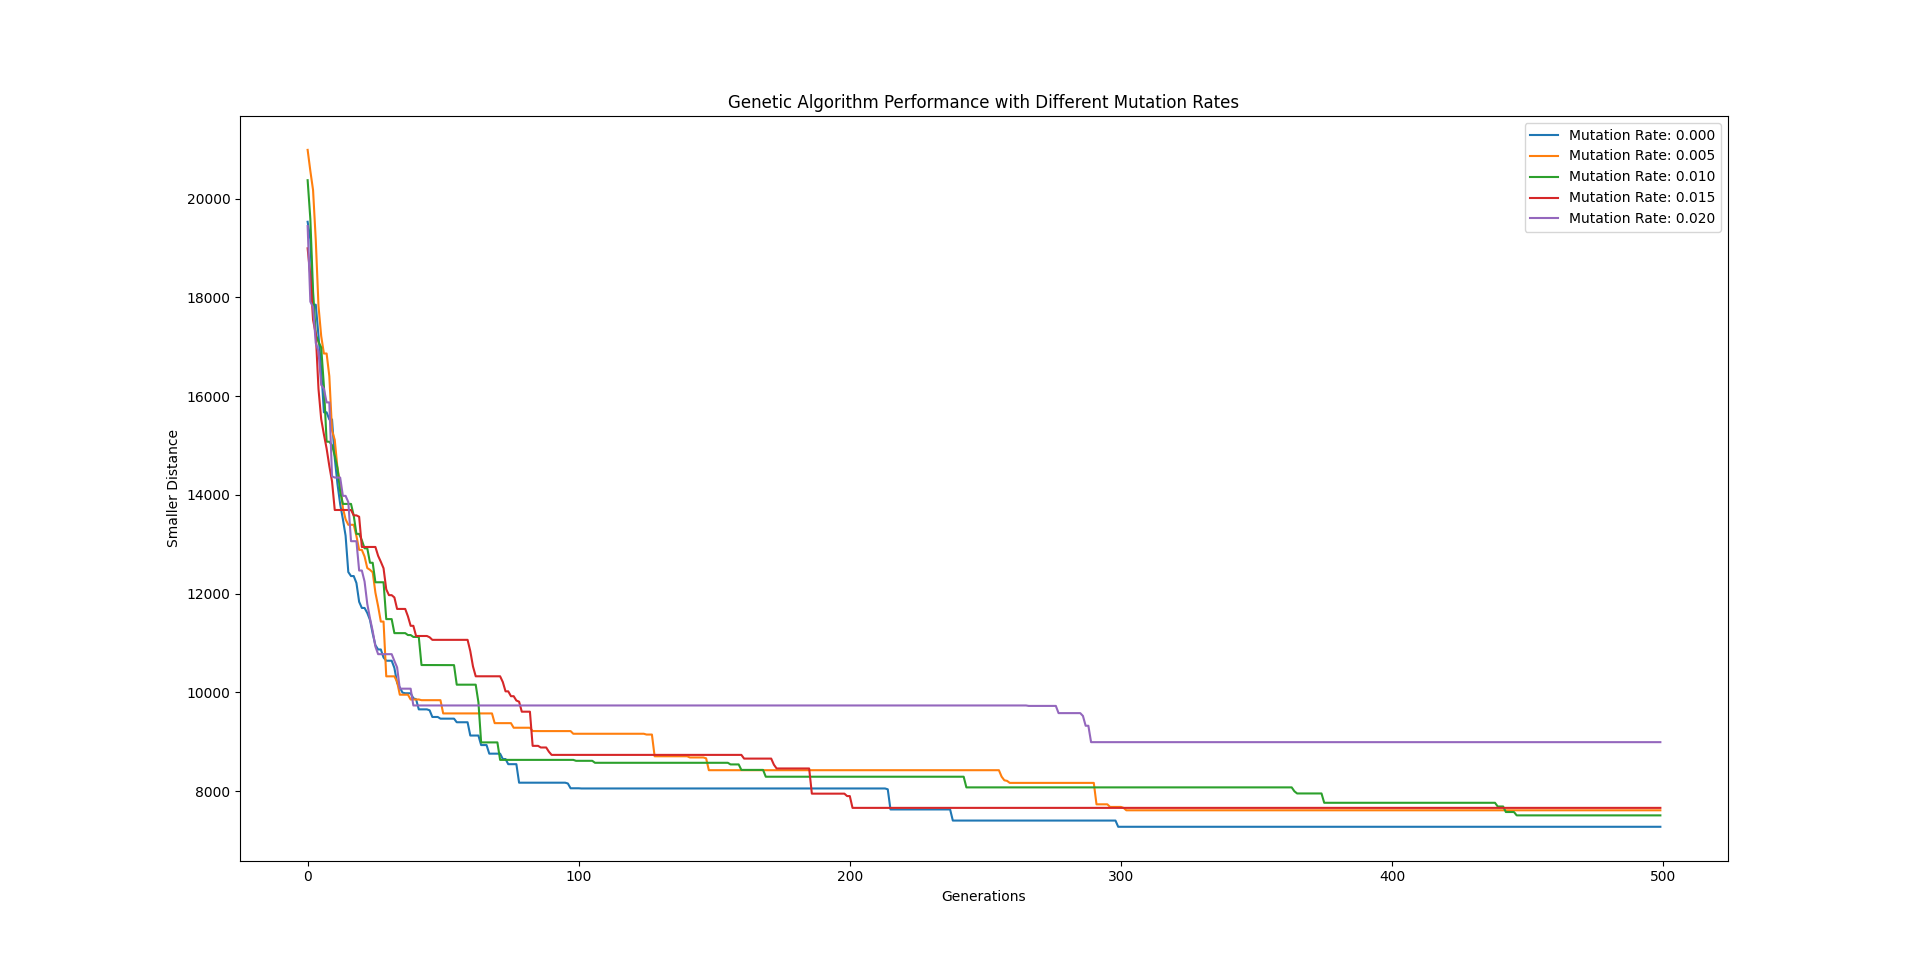 Genetic Algorithm Performance with Different Mutation Rates
Mutation Rate: 0.000
Mutation Rate: 0.005
Mutation Rate: 0.010
Mutation Rate: 0.015
Mutation Rate: 0.020
Smaller Distance
20000
18000
16000
14000
12000
10000
8000
0 100 200 300 400 500
Generations